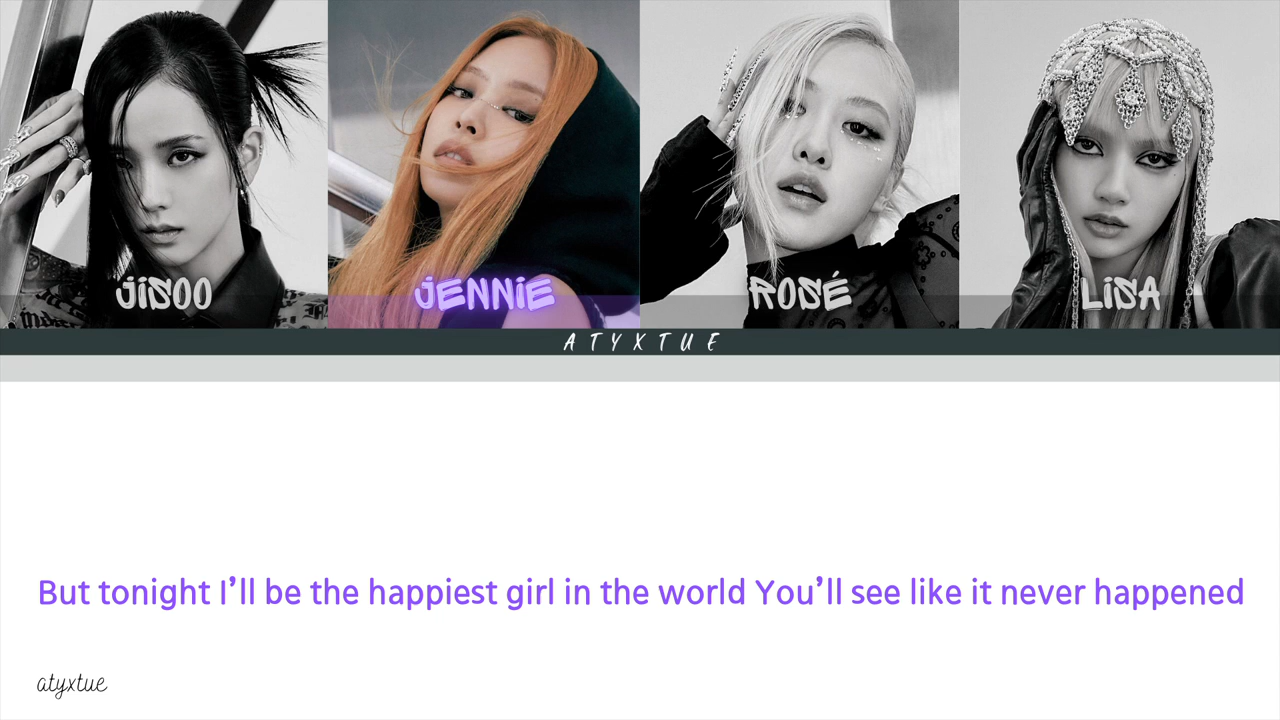 JISOO
JENNIE
ROSÉ
LISA
ATYXTUE
But tonight I’ll be the happiest girl in the world You’ll see like it never happened
atyxtue